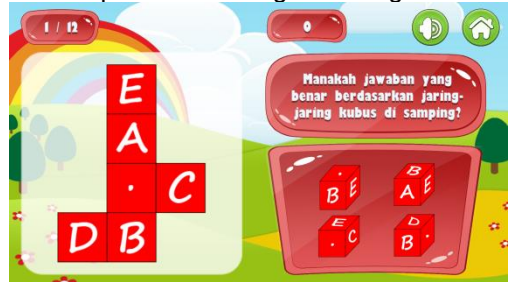 1 / 12
0
Manakah jawaban yang
benar berdasarkan jaring-
jaring kubus di samping?
E
A
.
C
D B
. B E
B A E
E . C
D B .